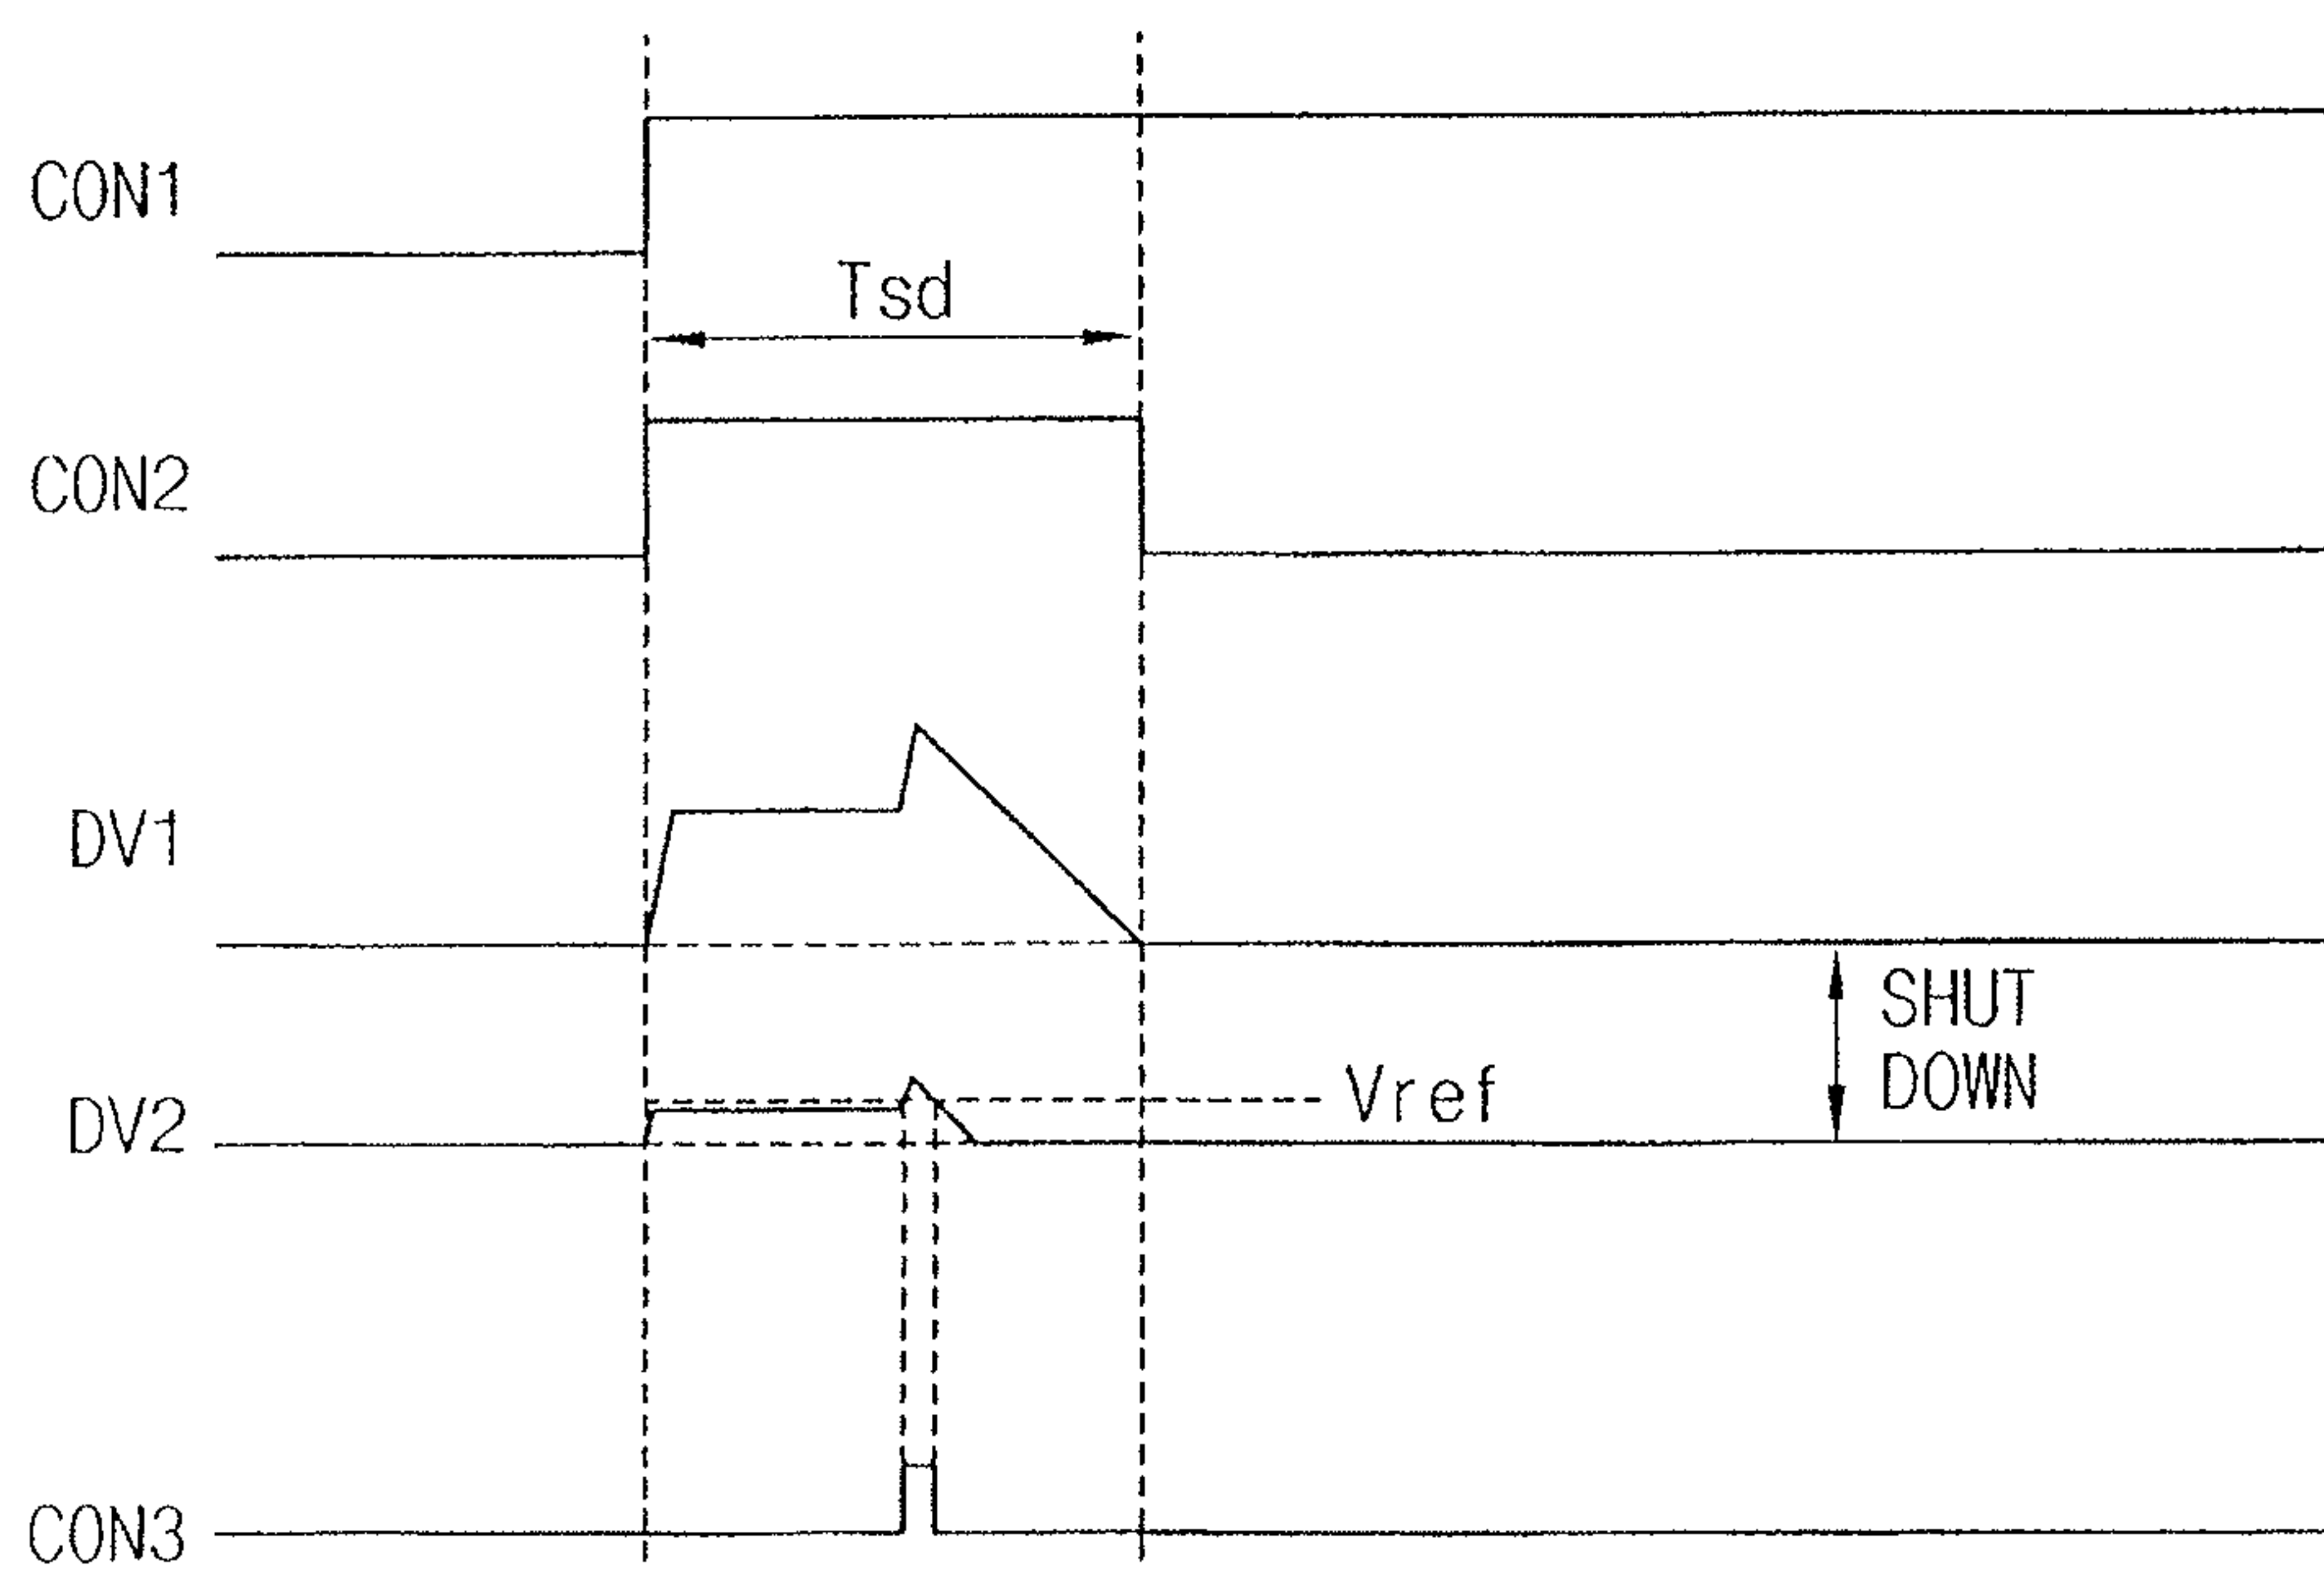 CON1
Tsd
CON2
DV1
SHUT
DOWN
Vref
DV2
CON3